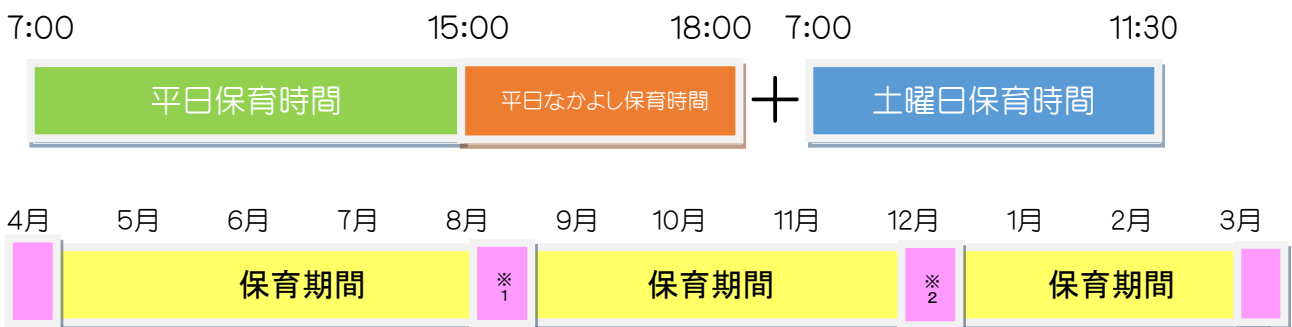 7:00 15:00 18:00 7:00 11:30
平日保育時間 平日なかよし保育時間 + 土曜日保育時間
4月 5月 6月 7月 8月 9月 10月 11月 12月 1月 2月 3月
保育期間 ※1 保育期間 ※2 保育期間